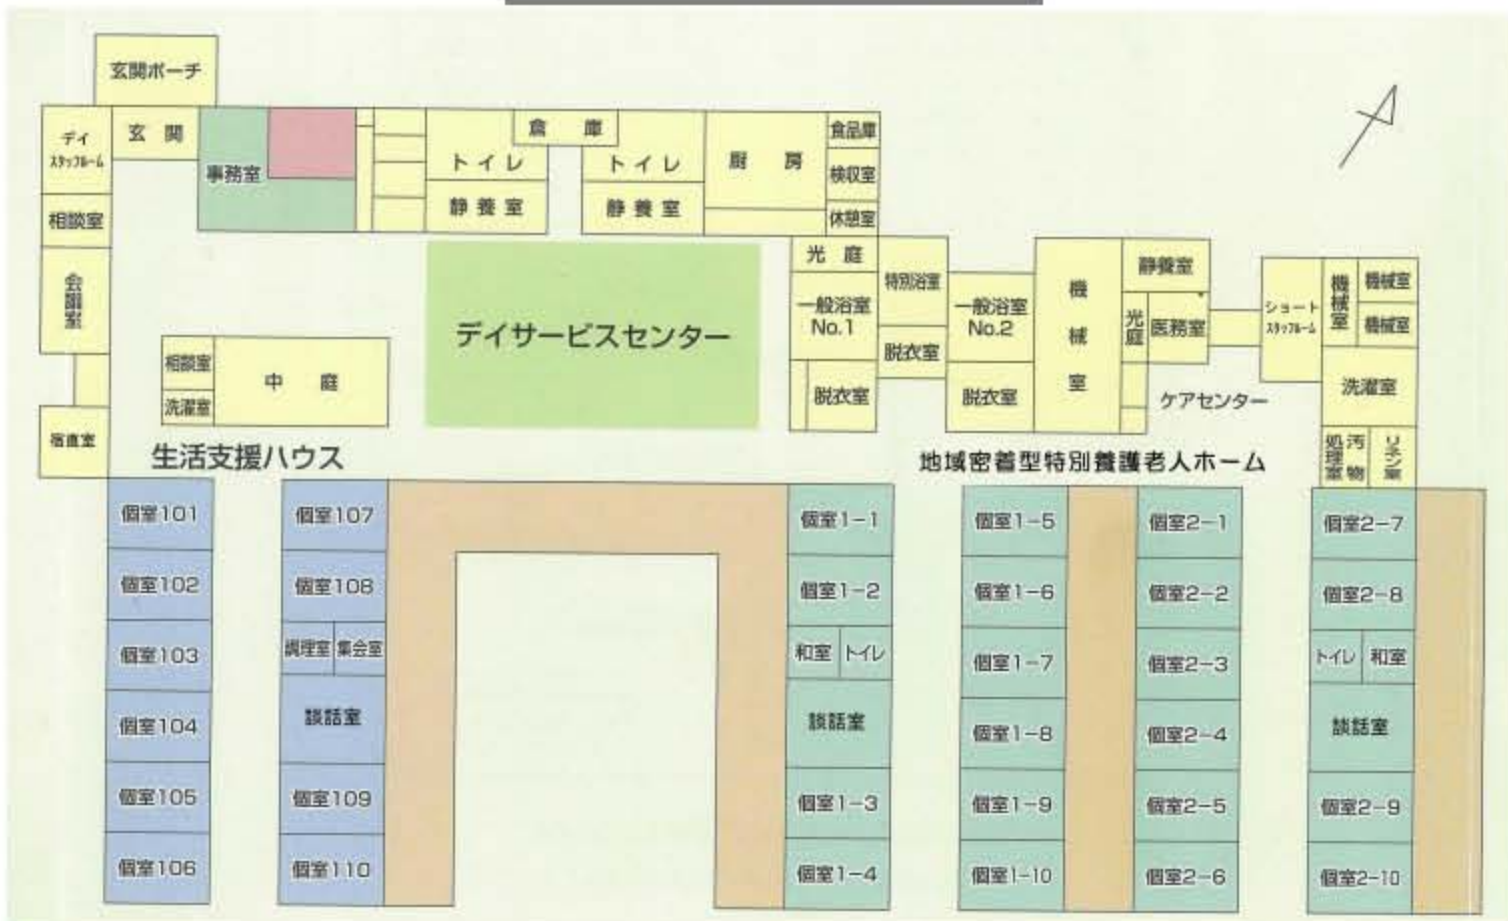 玄関ポーチ
デイ
スタッフルーム
玄関
事務室
倉庫
トイレ
トイレ
静養室
静養室
厨房
食品庫
検収室
休憩室
相談室
会議室
宿直室
相談室
洗濯室
中庭
デイサービスセンター
光庭
一般浴室
No.1
脱衣室
特別浴室
脱衣室
一般浴室
No.2
脱衣室
機械室
静養室
光庭
医務室
ショート
スタッフルーム
機械室
機械室
機械室
洗濯室
汚物
処理室
リネン室
ケアセンター
生活支援ハウス
地域密着型特別養護老人ホーム
個室101
個室102
個室103
個室104
個室105
個室106
個室107
個室108
調理室
集会室
談話室
個室109
個室110
個室1-1
個室1-2
和室
トイレ
談話室
個室1-3
個室1-4
個室1-5
個室1-6
個室1-7
個室1-8
個室1-9
個室1-10
個室2-1
個室2-2
個室2-3
個室2-4
個室2-5
個室2-6
個室2-7
個室2-8
トイレ
和室
談話室
個室2-9
個室2-10